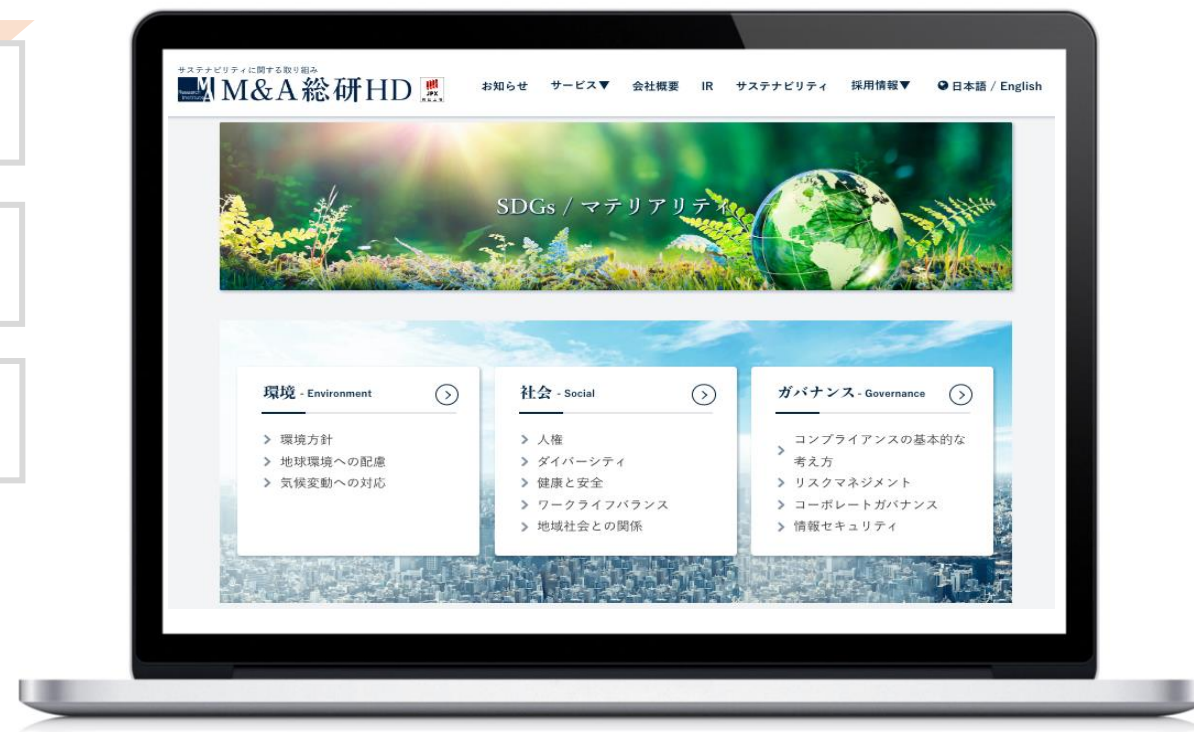 サステナビリティに関する取り組み
M&A総研HD JPX
お知らせ サービス▼ 会社概要 IR サステナビリティ 採用情報▼ 日本語 / English
SDGs / マテリアリティ
環境 - Environment
環境方針
地球環境への配慮
気候変動への対応
社会 - Social
人権
ダイバーシティ
健康と安全
ワークライフバランス
地域社会との関係
ガバナンス - Governance
コンプライアンスの基本的な
考え方
リスクマネジメント
コーポレートガバナンス
情報セキュリティ